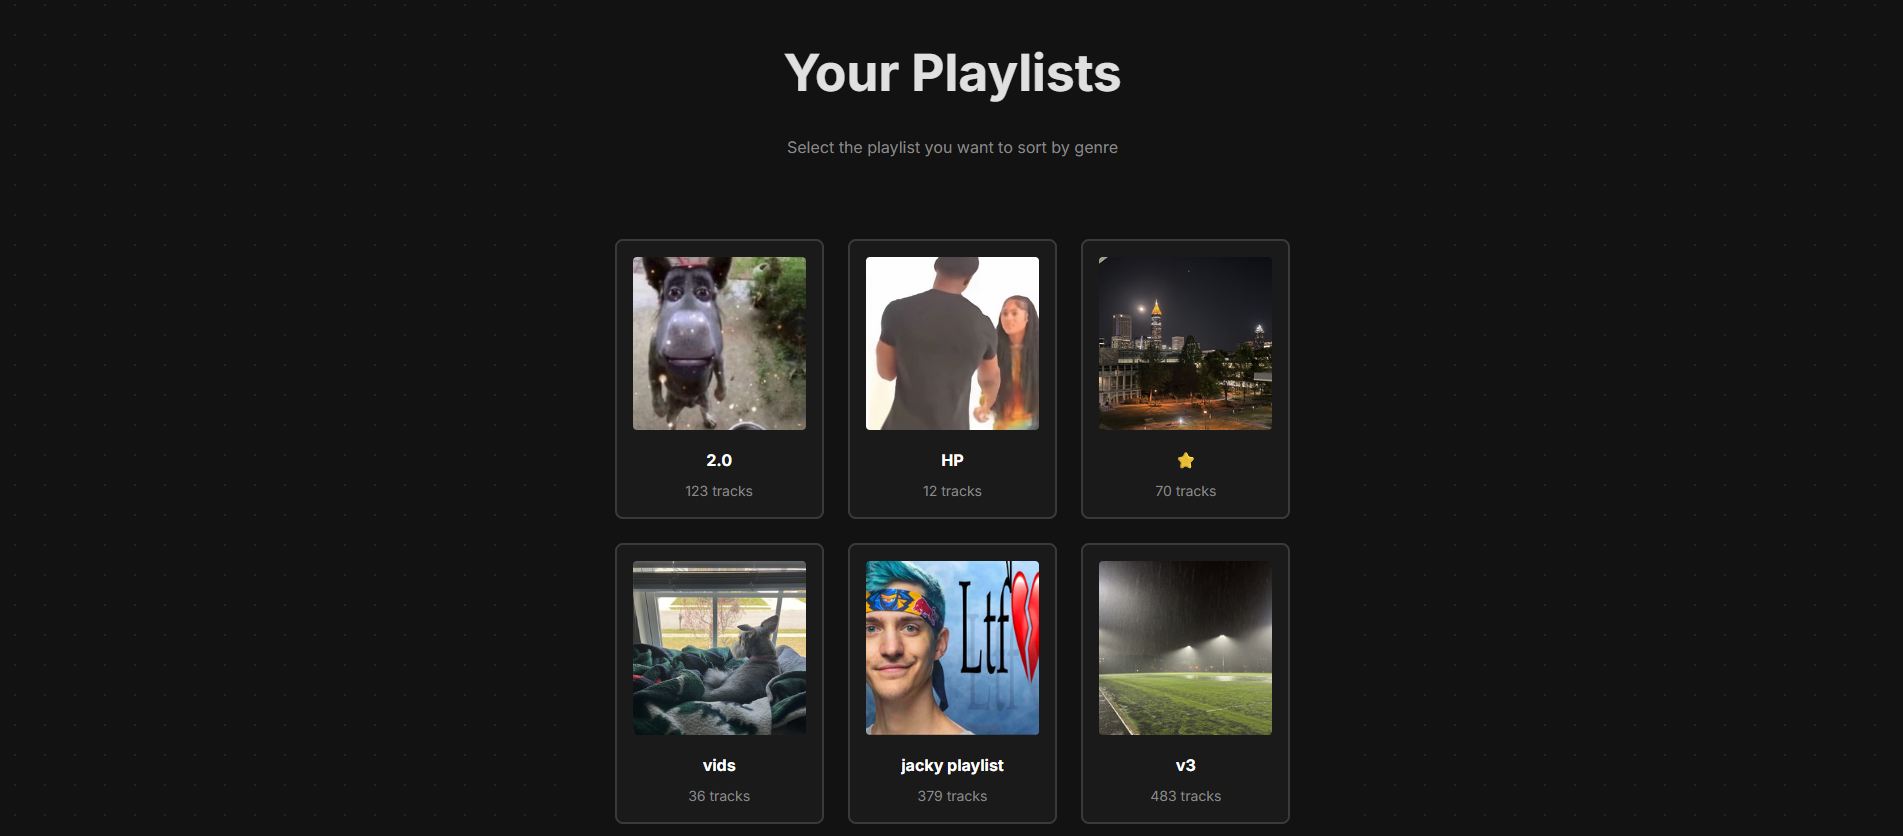 Your Playlists
Select the playlist you want to sort by genre
2.0
123 tracks
HP
12 tracks
70 tracks
Ltf
vids
36 tracks
jacky playlist
379 tracks
v3
483 tracks